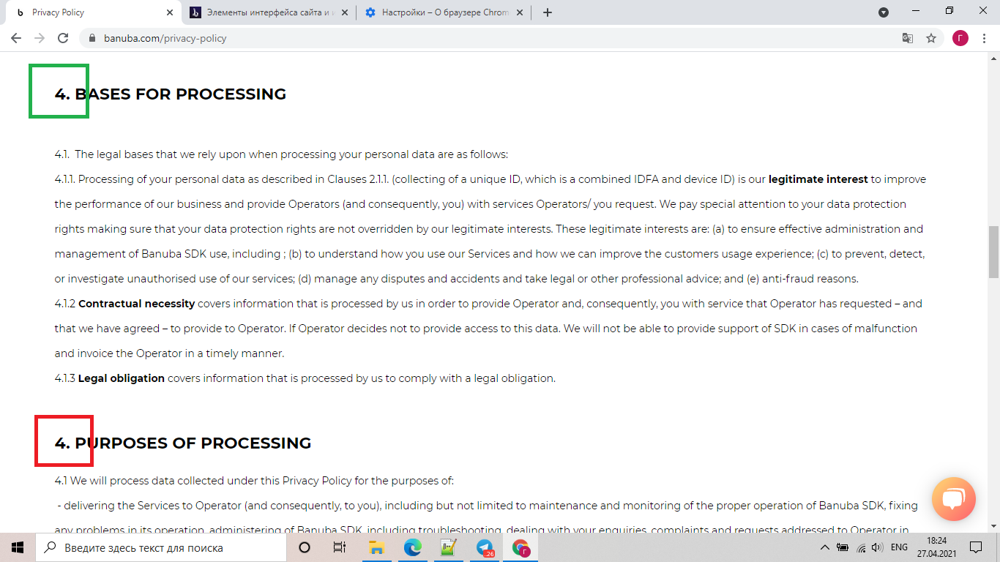 Privacy Policy
Элементы интерфейса сайта и
Настройки – О браузере Chrom
banuba.com/privacy-policy
Г
4. BASES FOR PROCESSING
4.1. The legal bases that we rely upon when processing your personal data are as follows:
4.1.1. Processing of your personal data as described in Clauses 2.1.1. (collecting of a unique ID, which is a combined IDFA and device ID) is our legitimate interest to improve
the performance of our business and provide Operators (and consequently, you) with services Operators/ you request. We pay special attention to your data protection
rights making sure that your data protection rights are not overridden by our legitimate interests. These legitimate interests are: (a) to ensure effective administration and
management of Banuba SDK use, including ; (b) to understand how you use our Services and how we can improve the customers usage experience; (c) to prevent, detect,
or investigate unauthorised use of our services; (d) manage any disputes and accidents and take legal or other professional advice; and (e) anti-fraud reasons.
4.1.2 Contractual necessity covers information that is processed by us in order to provide Operator and, consequently, you with service that Operator has requested – and
that we have agreed – to provide to Operator. If Operator decides not to provide access to this data. We will not be able to provide support of SDK in cases of malfunction
and invoice the Operator in a timely manner.
4.1.3 Legal obligation covers information that is processed by us to comply with a legal obligation.
4. PURPOSES OF PROCESSING
4.1 We will process data collected under this Privacy Policy for the purposes of:
- delivering the Services to Operator (and consequently, to you), including but not limited to maintenance and monitoring of the proper operation of Banuba SDK, fixing
any problems in its operation, administering of Banuba SDK, including troubleshooting, dealing with your enquiries, complaints and requests addressed to Operator in
Введите здесь текст для поиска
.26
Г
ENG
18:24
27.04.2021